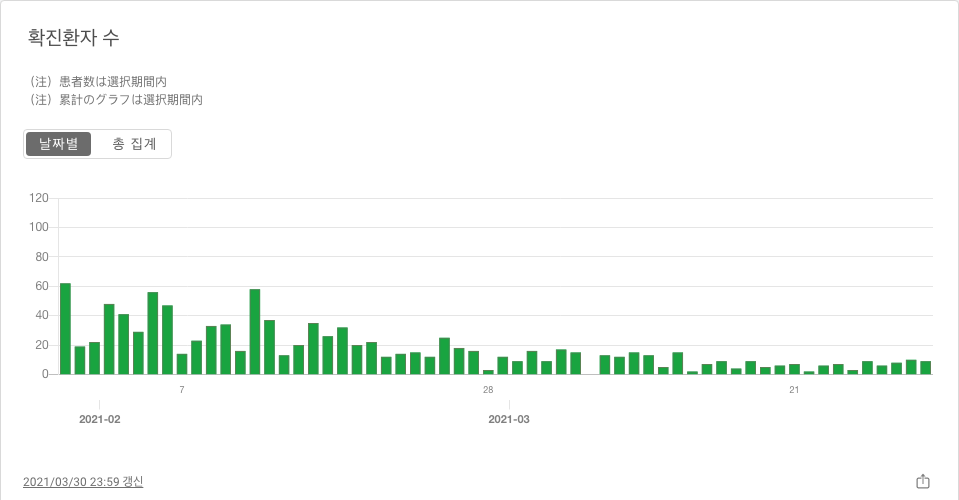 확진환자 수
（注）患者数は選択期間内
（注）累計のグラフは選択期間内
날짜별 총 집계
120
100
80
60
40
20
0
7 28 21
2021-02 2021-03
2021/03/30 23:59 갱신